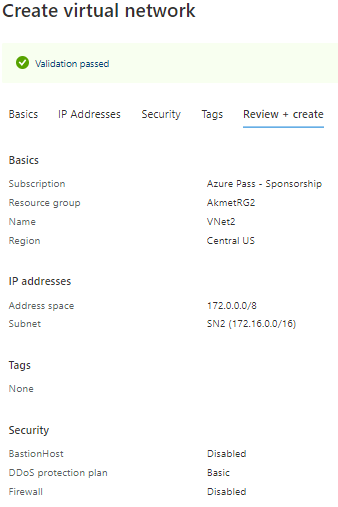 Create virtual network
Validation passed
Basics IP Addresses Security Tags Review + create
Basics
Subscription Azure Pass - Sponsorship
Resource group AkmetRG2
Name VNet2
Region Central US
IP addresses
Address space 172.0.0.0/8
Subnet SN2 (172.16.0.0/16)
Tags
None
Security
BastionHost Disabled
DDoS protection plan Basic
Firewall Disabled